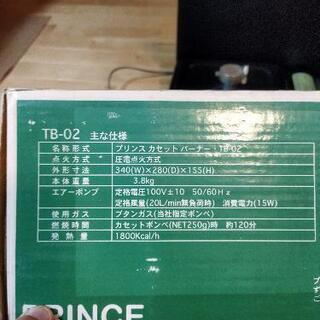 TB-02 主な仕様
名称形式 プリンス カセット バーナー・TB-02
点火方式 圧電点火方式
外形寸法 340(W)×280(D)×155(H)
本体重量 3.8kg
エアーポンプ 定格電圧100V±10 50/60Hz
定格風量(20L/min無負荷時) 消費電力(15W)
使用ガス ブタンガス(当社指定ボンベ)
燃焼時間 カセットボンベ(NET250g)時 約120分
発熱量 1800Kcal/h
PRINCE